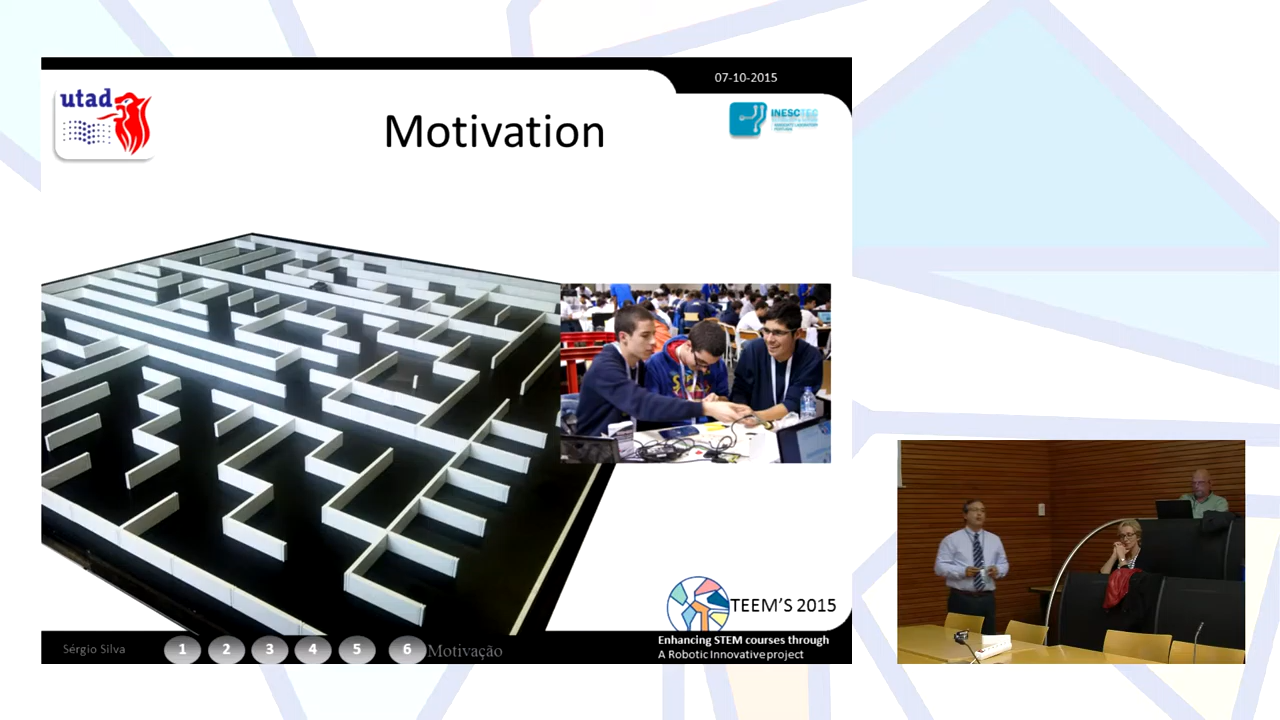 07-10-2015
utad
INESCTEC
Motivation
TEEM'S 2015
Enhancing STEM courses through
A Robotic Innovative project
Sérgio Silva
1 2 3 4 5 6 Motivação